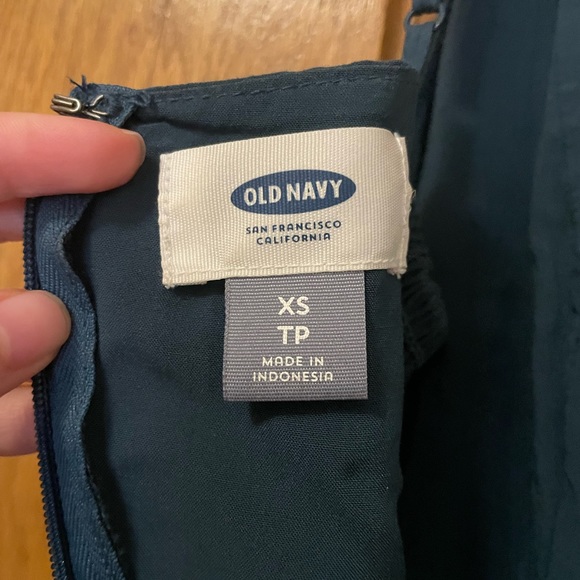 OLD NAVY
SAN FRANCISCO
CALIFORNIA
XS
TP
MADE IN
INDONESIA